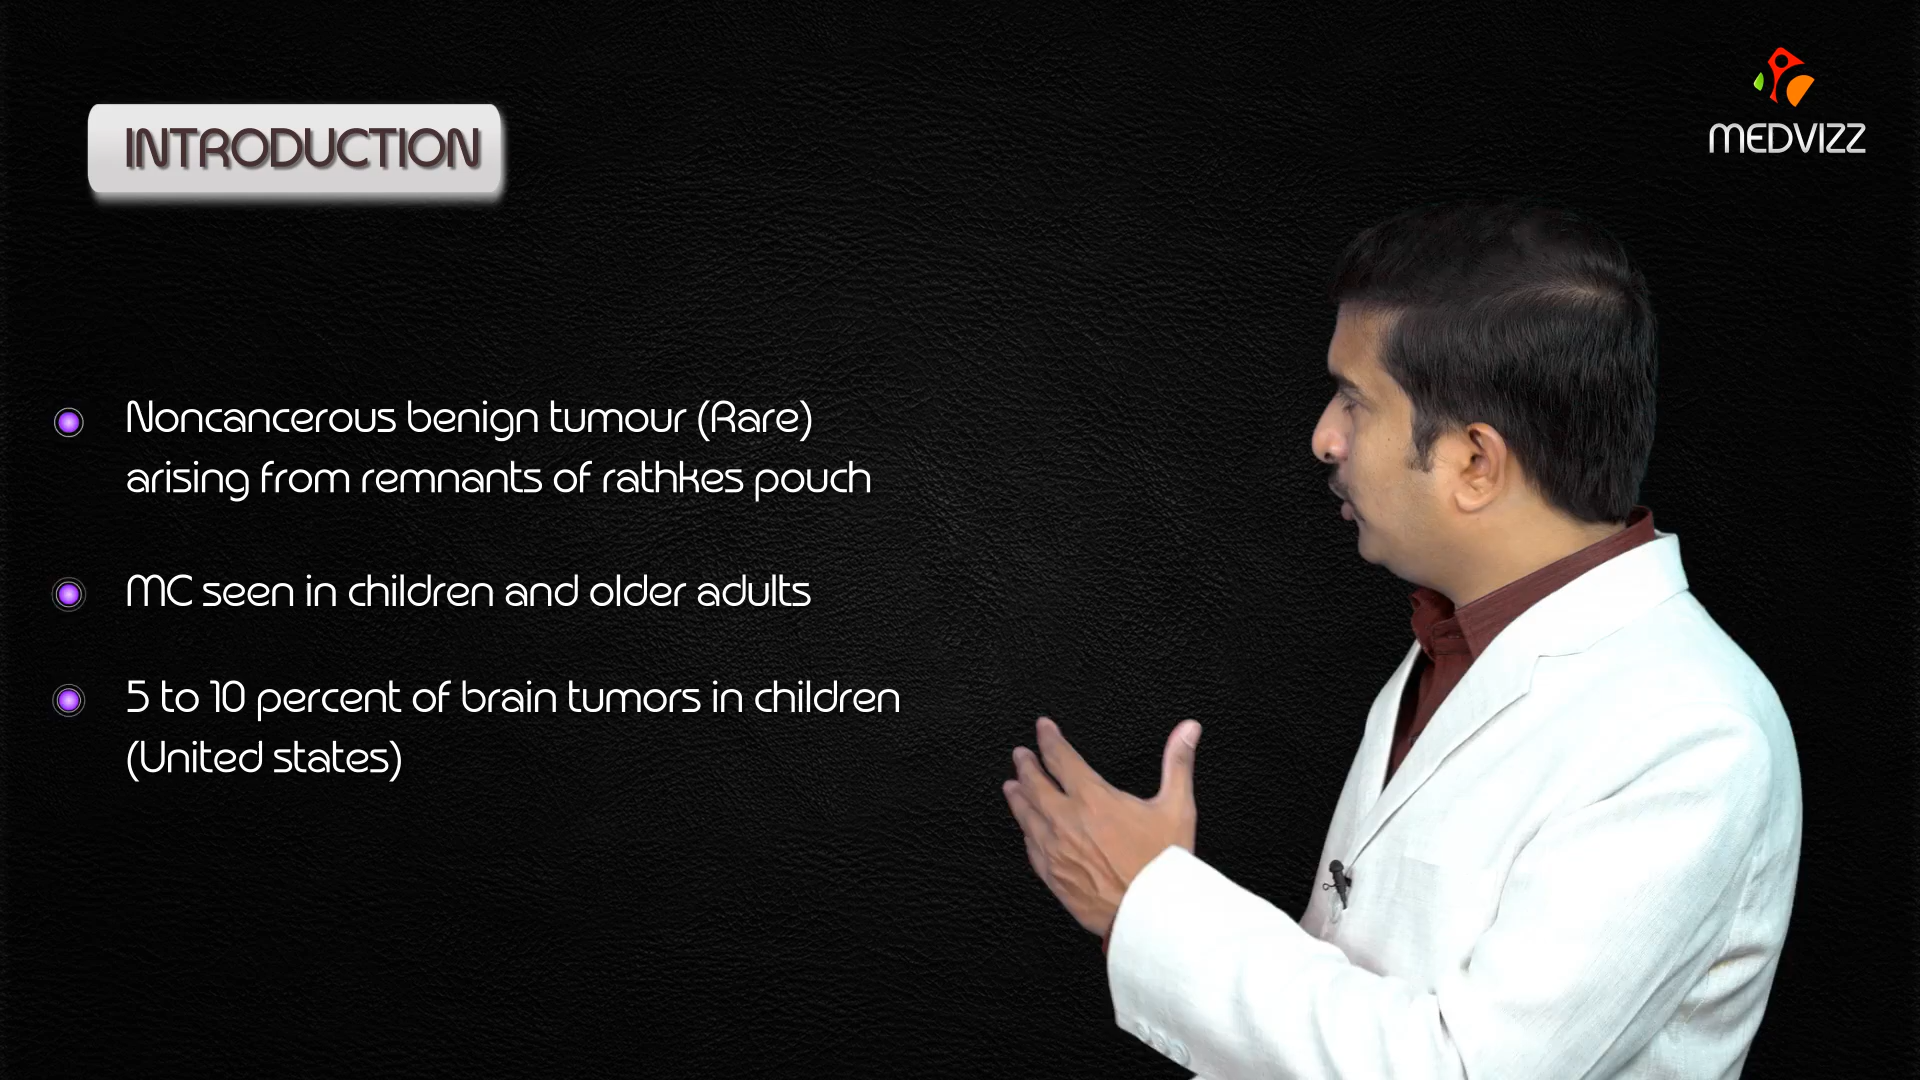 INTRODUCTION
MEDVIZZ
Noncancerous benign tumour (Rare)
arising from remnants of rathkes pouch
MC seen in children and older adults
5 to 10 percent of brain tumors in children
(United states)